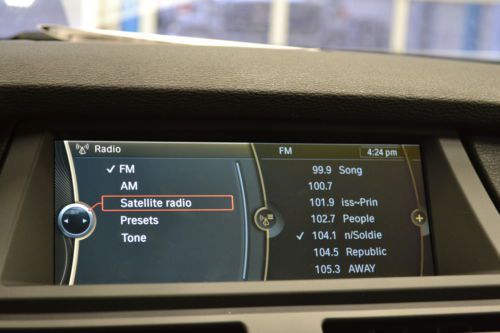 Radio
FM
AM
Satellite radio
Presets
Tone
FM 4:24 pm
99.9 Song
100.7
101.9 iss~Prin
102.7 People
104.1 n/Soldie
104.5 Republic
105.3 AWAY